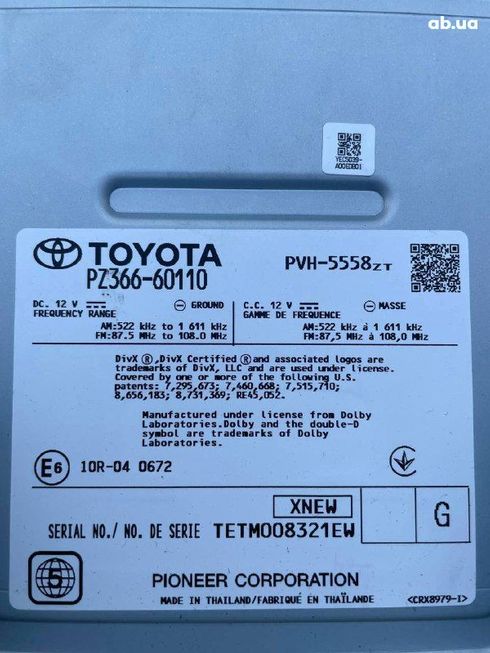 ab.ua
YEC5039-
A00E0801
TOYOTA
PZ366-60110
PVH-5558ZT
DC. 12 V GROUND
FREQUENCY RANGE
AM:522 kHz to 1 611 kHz
FM:87.5 MHz to 108.0 MHz
C.C. 12 V MASSE
GAMME DE FREQUENCE
AM:522 kHz à 1 611 kHz
FM:87,5 MHz à 108,0 MHz
DivX ®,DivX Certified ® and associated logos are
trademarks of DivX, LLC and are used under license.
Covered by one or more of the following U.S.
patents: 7,295,673; 7,460,668; 7,515,710;
8,656,183; 8,731,369; RE45,052.
Manufactured under license from Dolby
Laboratories.Dolby and the double-D
symbol are trademarks of Dolby
Laboratories.
E6 10R-04 0672
XNEW
G
SERIAL NO./ NO. DE SERIE TETM008321EW
5
PIONEER CORPORATION
MADE IN THAILAND/FABRIQUÉ EN THAÏLANDE
<CRX8979-I>